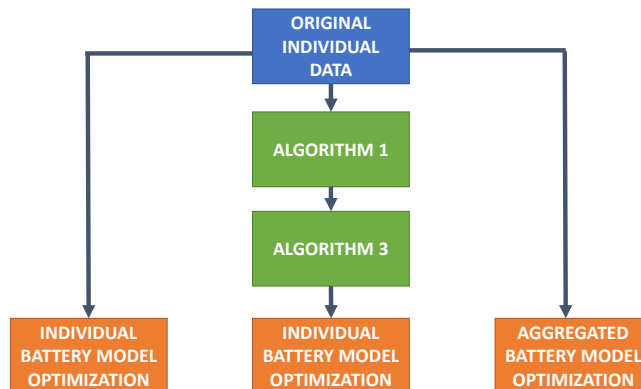 ORIGINAL
INDIVIDUAL
DATA
ALGORITHM 1
ALGORITHM 3
INDIVIDUAL
BATTERY MODEL
OPTIMIZATION
INDIVIDUAL
BATTERY MODEL
OPTIMIZATION
AGGREGATED
BATTERY MODEL
OPTIMIZATION